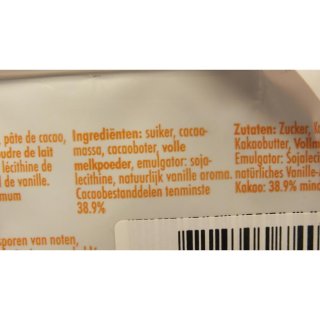 , pâte de cacao,
oudre de lait
lécithine de
l de vanille.
mum
Ingrediënten: suiker, cacao-
massa, cacaoboter, volle
melkpoeder, emulgator: soja-
lecithine, natuurlijk vanille aroma.
Cacaobestanddelen tenminste
38.9%
Zutaten: Zucker, K
Kakaobutter, Volln
Emulgator: Sojaleci
natürliches Vanille-A
Kakao: 38.9% mind
sporen van noten,